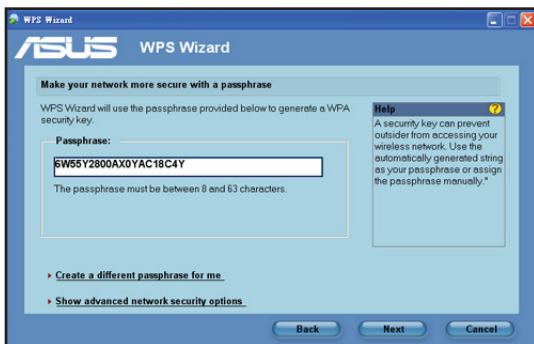 WPS Wizard
ASUS WPS Wizard
Make your network more secure with a passphrase
WPS Wizard will use the passphrase provided below to generate a WPA
security key.
Passphrase:
6W55Y2800AX0YAC18C4Y
The passphrase must be between 8 and 63 characters.
Help
A security key can prevent
outsider from accessing your
wireless network. Use the
automatically generated string
as your passphrase or assign
the passphrase manually."
Create a different passphrase for me
Show advanced network security options
Back Next Cancel